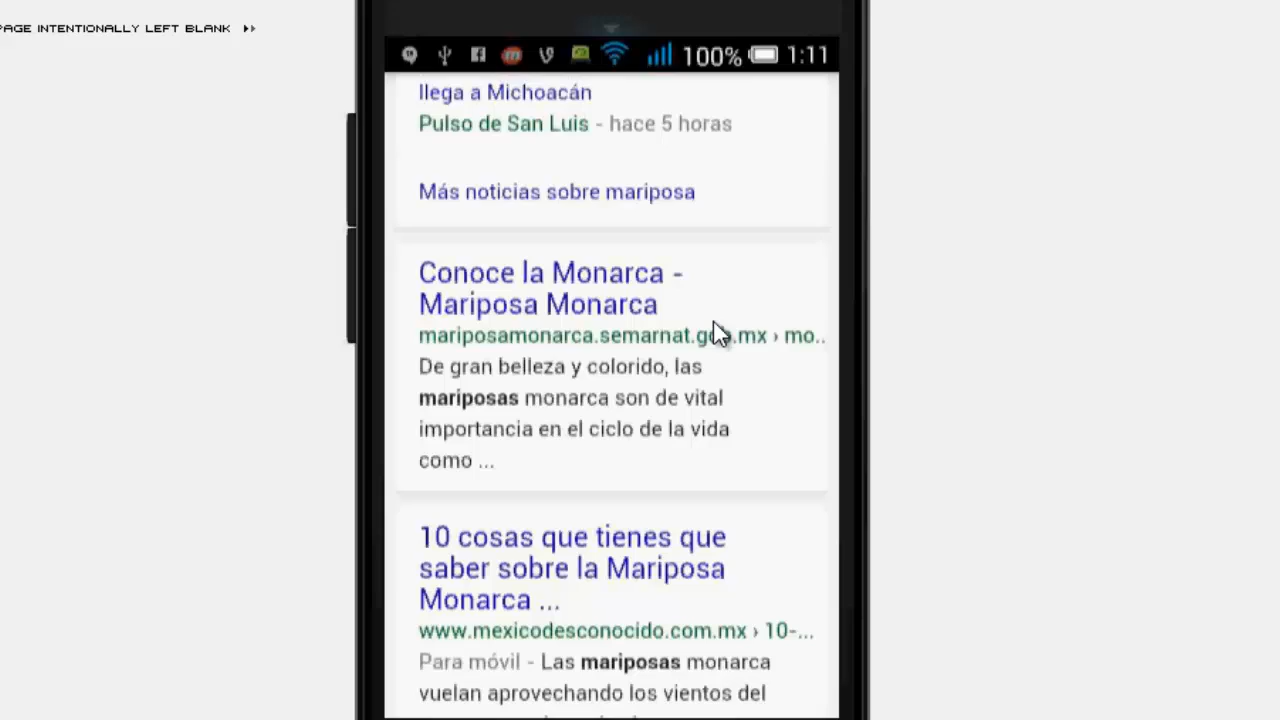 PAGE INTENTIONALLY LEFT BLANK
100% 1:11
llega a Michoacán
Pulso de San Luis - hace 5 horas
Más noticias sobre mariposa
Conoce la Monarca -
Mariposa Monarca
mariposamonarca.semarnat.gob.mx › mo..
De gran belleza y colorido, las
mariposas monarca son de vital
importancia en el ciclo de la vida
como ...
10 cosas que tienes que
saber sobre la Mariposa
Monarca ...
www.mexicodesconocido.com.mx › 10-...
Para móvil - Las mariposas monarca
vuelan aprovechando los vientos del